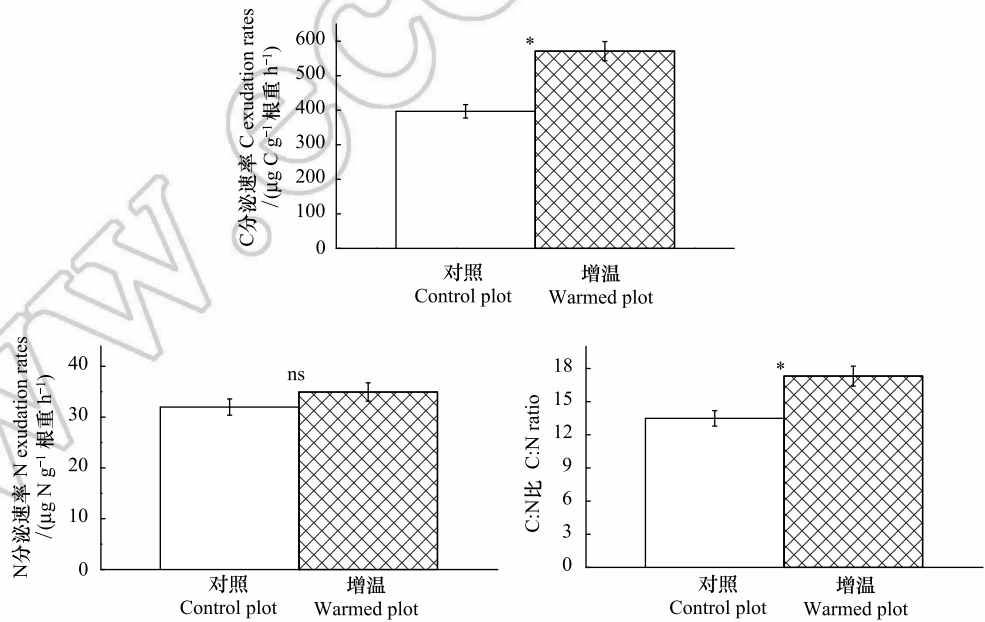 C分泌速率 C exudation rates
/(μg C g⁻¹ 根重 h⁻¹)
600
500
400
300
200
100
0
*
对照
Control plot
增温
Warmed plot
N分泌速率 N exudation rates
/(μg N g⁻¹ 根重 h⁻¹)
40
30
20
10
0
ns
对照
Control plot
增温
Warmed plot
C:N比 C:N ratio
18
15
12
9
6
3
0
*
对照
Control plot
增温
Warmed plot